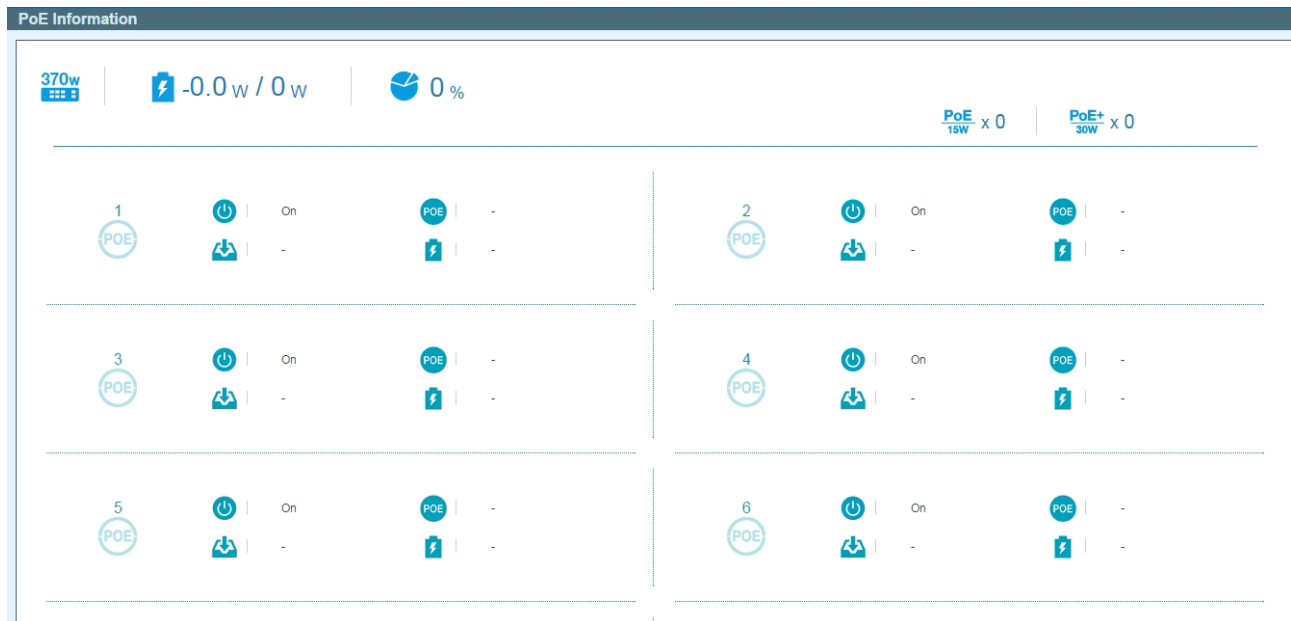 PoE Information
370w
-0.0 W / 0 W
0 %
PoE 15W x 0
PoE+ 30W x 0
1
POE
On
POE
-
-
-
2
POE
On
POE
-
-
-
3
POE
On
POE
-
-
-
4
POE
On
POE
-
-
-
5
POE
On
POE
-
-
-
6
POE
On
POE
-
-
-